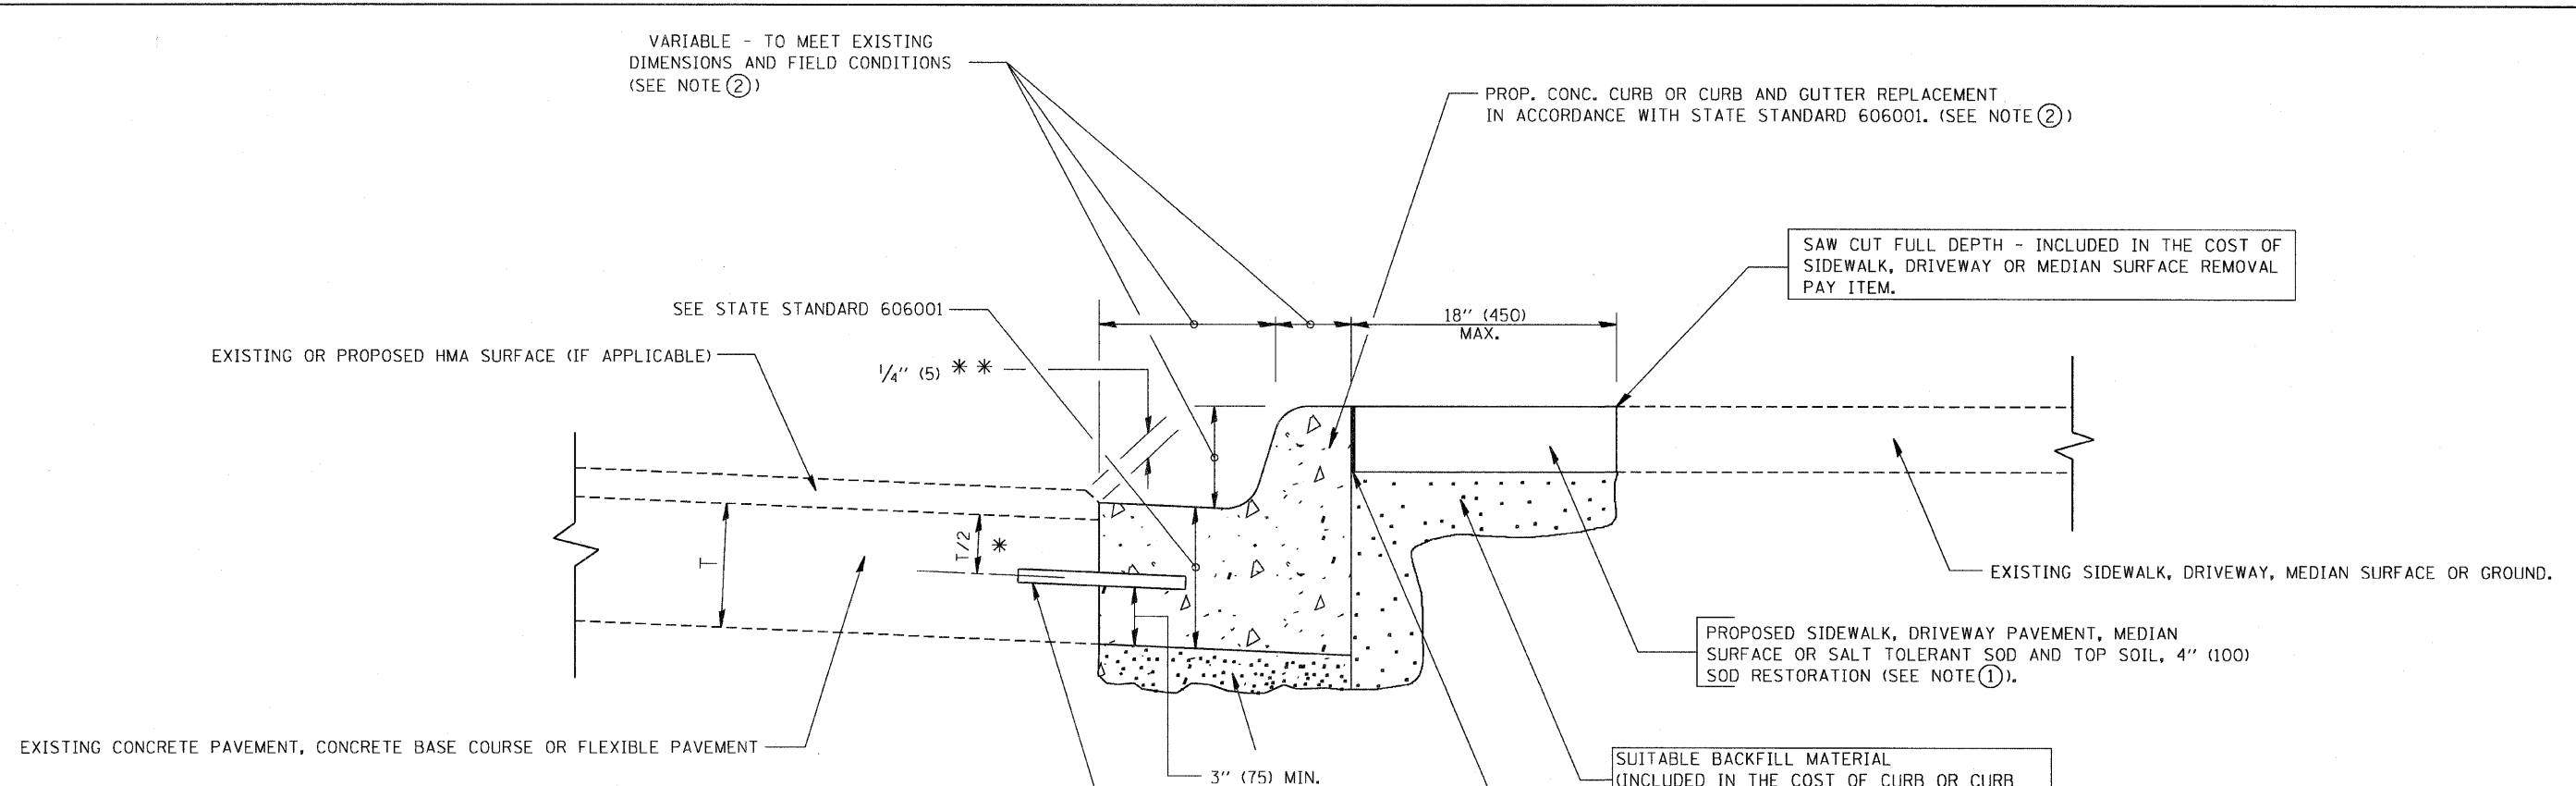 VARIABLE - TO MEET EXISTING
DIMENSIONS AND FIELD CONDITIONS
(SEE NOTE ②)
PROP. CONC. CURB OR CURB AND GUTTER REPLACEMENT
IN ACCORDANCE WITH STATE STANDARD 606001. (SEE NOTE ②)
SAW CUT FULL DEPTH - INCLUDED IN THE COST OF
SIDEWALK, DRIVEWAY OR MEDIAN SURFACE REMOVAL
PAY ITEM.
SEE STATE STANDARD 606001
18" (450)
MAX.
EXISTING OR PROPOSED HMA SURFACE (IF APPLICABLE)
1/4" (5) * *
T/2
*
T
EXISTING SIDEWALK, DRIVEWAY, MEDIAN SURFACE OR GROUND.
PROPOSED SIDEWALK, DRIVEWAY PAVEMENT, MEDIAN
SURFACE OR SALT TOLERANT SOD AND TOP SOIL, 4" (100)
SOD RESTORATION (SEE NOTE ①).
EXISTING CONCRETE PAVEMENT, CONCRETE BASE COURSE OR FLEXIBLE PAVEMENT
3" (75) MIN.
SUITABLE BACKFILL MATERIAL
(INCLUDED IN THE COST OF CURB OR CURB